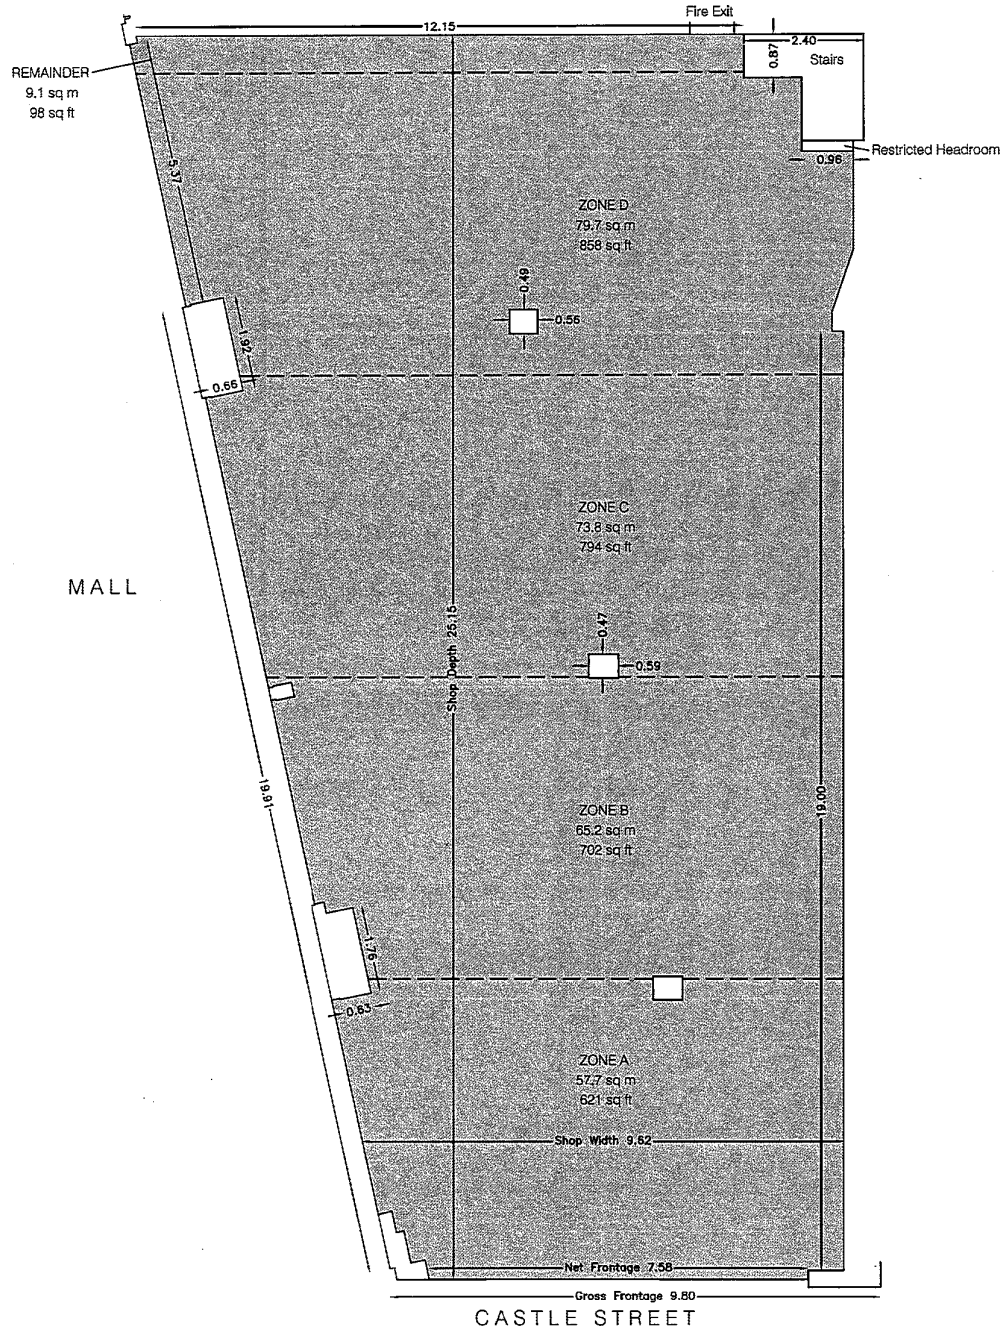 Fire Exit
12.15
2.40
0.87
Stairs
REMAINDER
9.1 sq m
98 sq ft
Restricted Headroom
0.96
5.37
ZONE D
79.7 sq m
858 sq ft
0.49
0.56
1.92
0.66
ZONE C
73.8 sq m
794 sq ft
MALL
Shop Depth 25.15
0.47
0.59
19.91
19.00
ZONE B
65.2 sq m
702 sq ft
1.76
0.63
ZONE A
57.7 sq m
621 sq ft
Shop Width 9.62
Net Frontage 7.58
Gross Frontage 9.80
CASTLE STREET